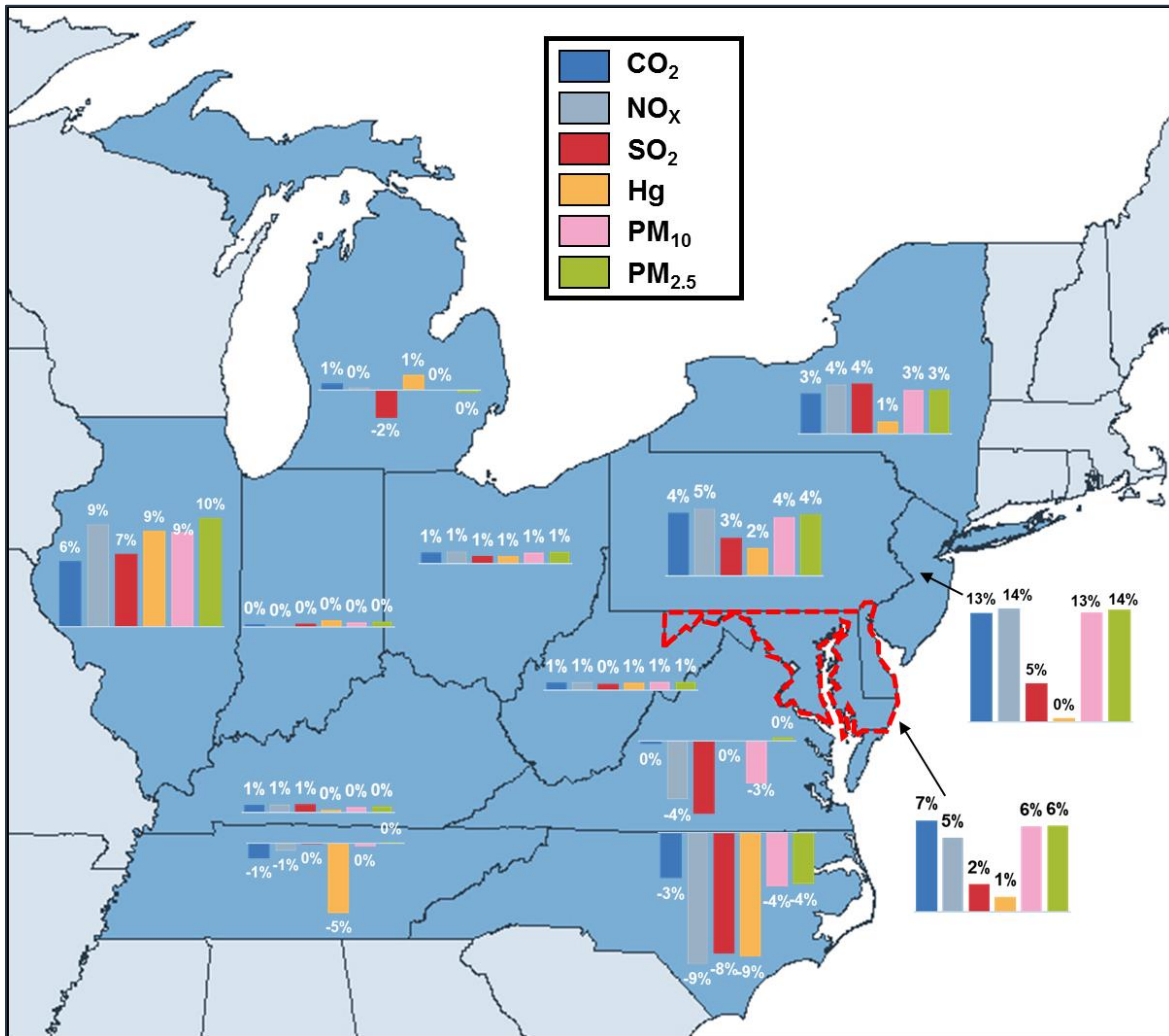 CO₂
NOₓ
SO₂
Hg
PM₁₀
PM₂.₅
1% 0% 1% 0%
-2% 0%
3% 4% 4% 1% 3% 3%
6% 9% 7% 9% 9% 10%
1% 1% 1% 1% 1% 1%
4% 5% 3% 2% 4% 4%
0% 0% 0% 0% 0% 0%
13% 14% 5% 0% 13% 14%
1% 1% 0% 1% 1% 1%
0% -4% 0% -3% 0%
1% 1% 1% 0% 0% 0%
-1% -1% 0% -5% 0% 0%
7% 5% 2% 1% 6% 6%
-3% -9% -8% -9% -4% -4%